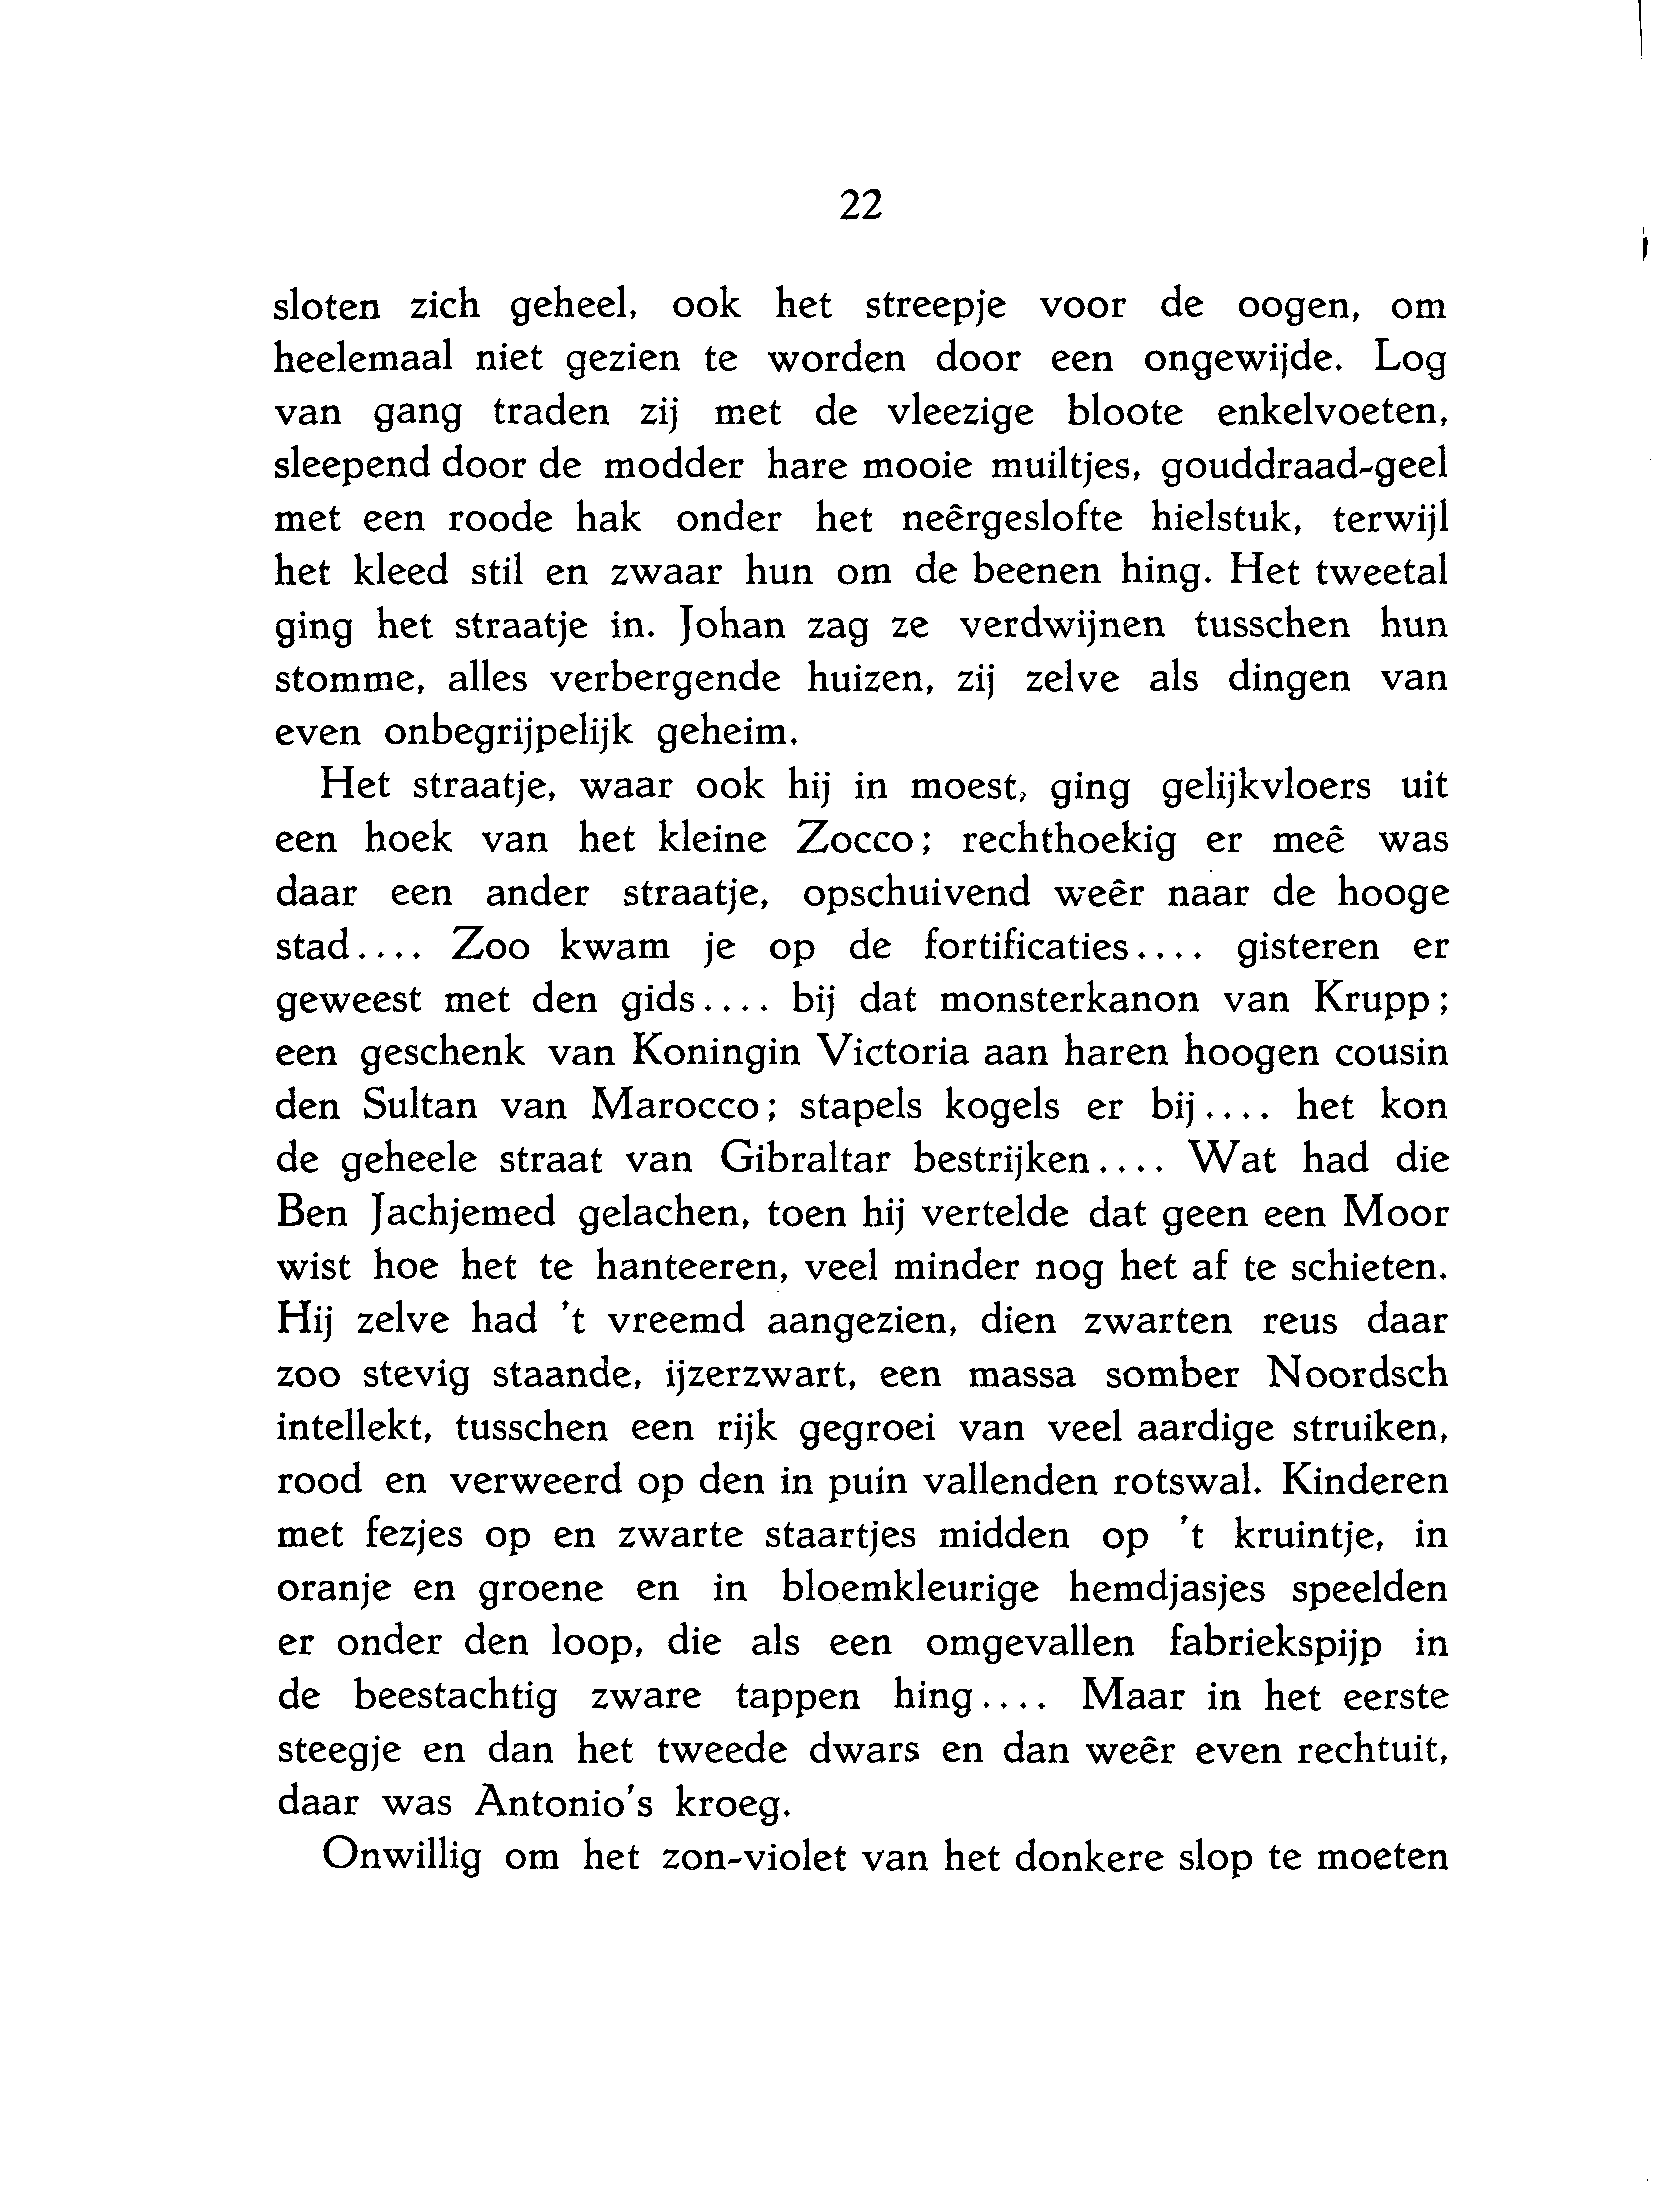 22
sloten zich geheel, ook het streepje voor de oogen, om
heelemaal niet gezien te worden door een ongewijde. Log
van gang traden zij met de vleezige bloote enkelvoeten,
sleepend door de modder hare mooie muiltjes, gouddraad-geel
met een roode hak onder het neêrgeslofte hielstuk, terwijl
het kleed stil en zwaar hun om de beenen hing. Het tweetal
ging het straatje in. Johan zag ze verdwijnen tusschen hun
stomme, alles verbergende huizen, zij zelve als dingen van
even onbegrijpelijk geheim.
Het straatje, waar ook hij in moest, ging gelijkvloers uit
een hoek van het kleine Zocco; rechthoekig er meê was
daar een ander straatje, opschuivend weêr naar de hooge
stad.... Zoo kwam je op de fortificaties.... gisteren er
geweest met den gids.... bij dat monsterkanon van Krupp;
een geschenk van Koningin Victoria aan haren hoogen cousin
den Sultan van Marocco; stapels kogels er bij.... het kon
de geheele straat van Gibraltar bestrijken.... Wat had die
Ben Jachjemed gelachen, toen hij vertelde dat geen een Moor
wist hoe het te hanteeren, veel minder nog het af te schieten.
Hij zelve had 't vreemd aangezien, dien zwarten reus daar
zoo stevig staande, ijzerzwart, een massa somber Noordsch
intellekt, tusschen een rijk gegroei van veel aardige struiken,
rood en verweerd op den in puin vallenden rotswal. Kinderen
met fezjes op en zwarte staartjes midden op 't kruintje, in
oranje en groene en in bloemkleurige hemdjasjes speelden
er onder den loop, die als een omgevallen fabriekspijp in
de beestachtig zware tappen hing.... Maar in het eerste
steegje en dan het tweede dwars en dan weêr even rechtuit,
daar was Antonio's kroeg.
Onwillig om het zon-violet van het donkere slop te moeten